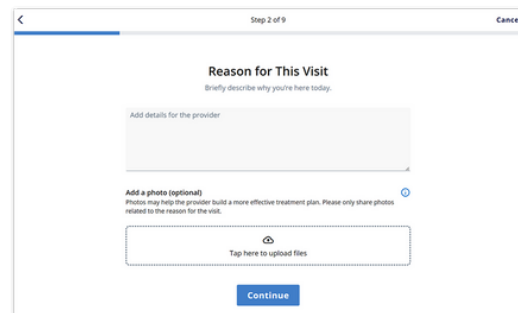 Step 2 of 9
Cance
Reason for This Visit
Briefly describe why you're here today.
Add details for the provider
Add a photo (optional)
Photos may help the provider build a more effective treatment plan. Please only share photos
related to the reason for the visit.
Tap here to upload files
Continue